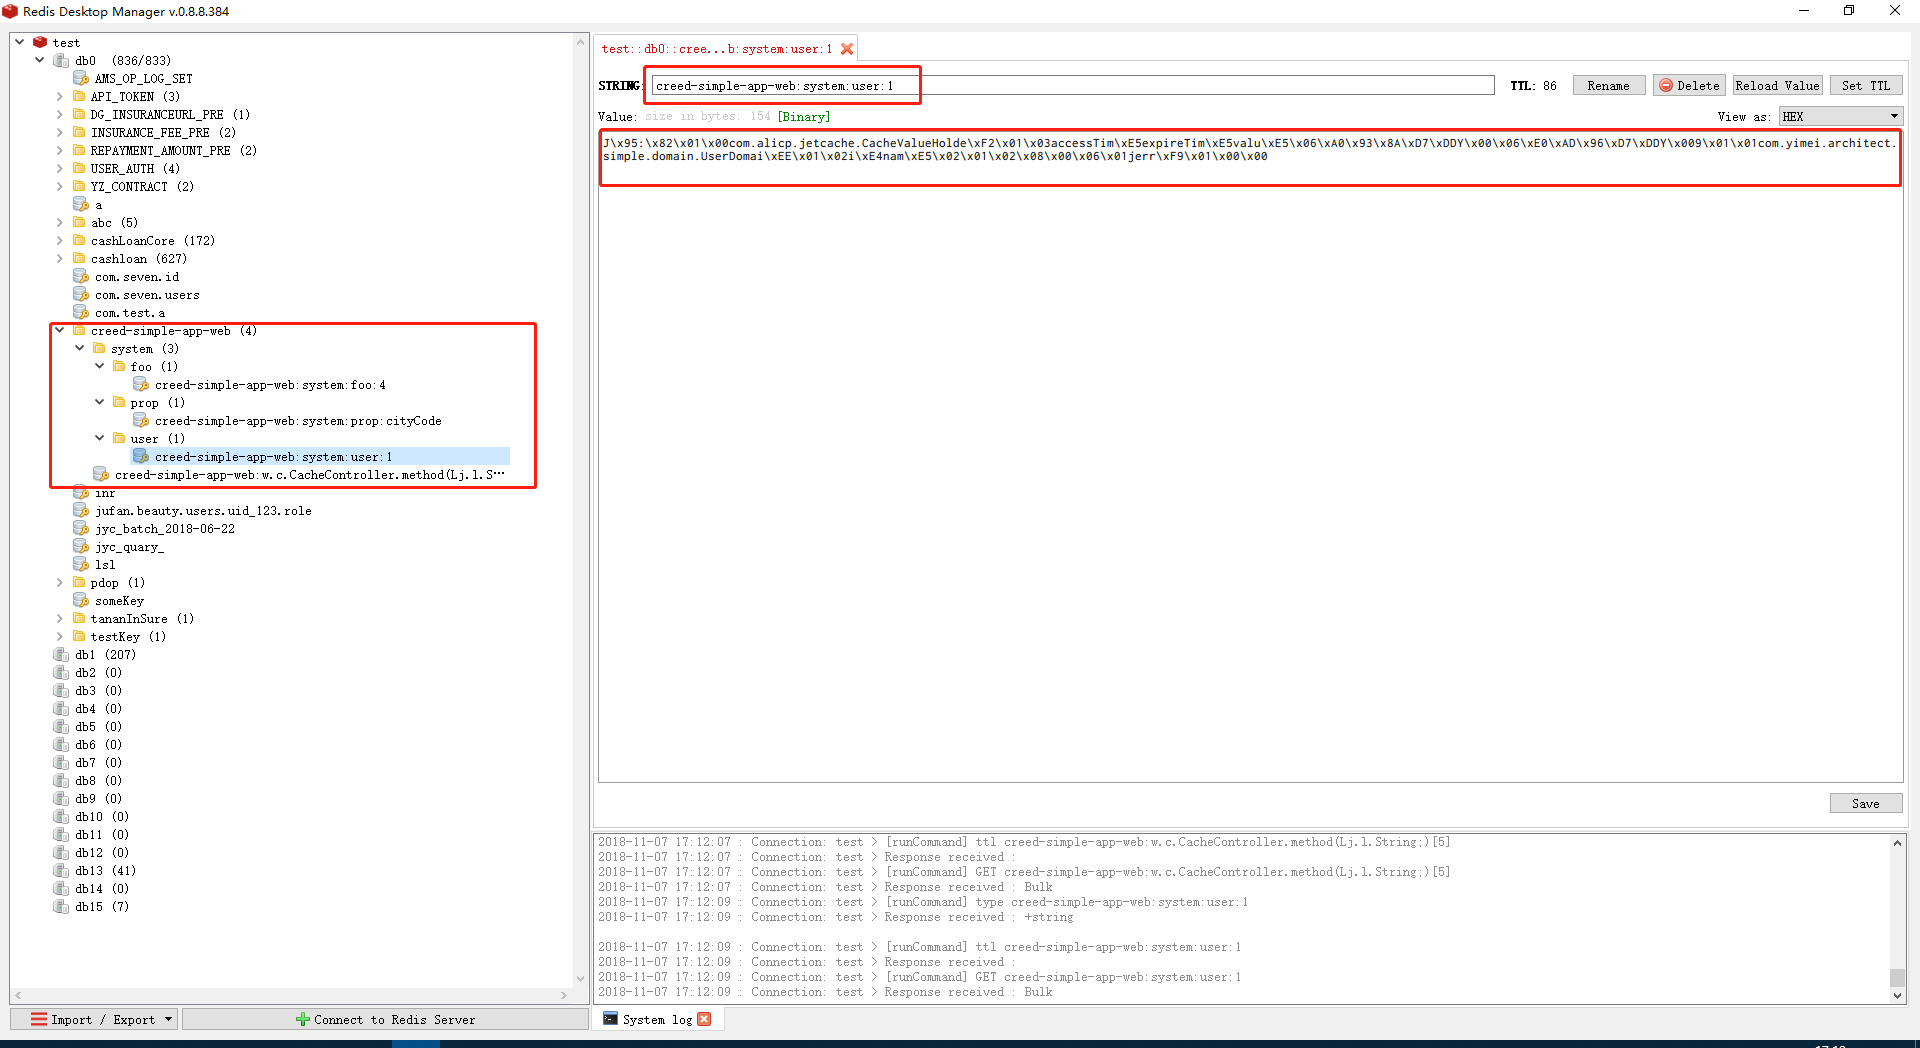 Redis Desktop Manager v.0.8.8.384
test
db0 (836/833)
AMS_OP_LOG_SET
API_TOKEN (3)
DG_INSURANCEURL_PRE (1)
INSURANCE_FEE_PRE (2)
REPAYMENT_AMOUNT_PRE (2)
USER_AUTH (4)
YZ_CONTRACT (2)
a
abc (5)
cashLoanCore (172)
cashloan (627)
com.seven.id
com.seven.users
com.test.a
creed-simple-app-web (4)
system (3)
foo (1)
creed-simple-app-web:system:foo:4
prop (1)
creed-simple-app-web:system:prop:cityCode
user (1)
creed-simple-app-web:system:user:1
creed-simple-app-web:w.c.CacheController.method(Lj.l.S···
inr
jufan.beauty.users.uid_123.role
jyc_batch_2018-06-22
jyc_quary_
lsl
pdop (1)
someKey
tananInSure (1)
testKey (1)
db1 (207)
db2 (0)
db3 (0)
db4 (0)
db5 (0)
db6 (0)
db7 (0)
db8 (0)
db9 (0)
db10 (0)
db11 (0)
db12 (0)
db13 (41)
db14 (0)
db15 (7)
Import / Export
Connect to Redis Server
test::db0::cree...b:system:user:1
STRING: creed-simple-app-web:system:user:1 TTL: 86 Rename Delete Reload Value Set TTL
Value: size in bytes: 154 [Binary] View as: HEX
J\x95:\x82\x01\x00com.alicp.jetcache.CacheValueHolde\xF2\x01\x03accessTim\xE5expireTim\xE5valu\xE5\x06\xA0\x93\x8A\xD7\xDDY\x00\x06\xE0\xAD\x96\xD7\xDDY\x009\x01\x01com.yimei.architect.
simple.domain.UserDomai\xEE\x01\x02i\xE4nam\xE5\x02\x01\x02\x08\x00\x06\x01jerr\xF9\x01\x00\x00
Save
2018-11-07 17:12:07 : Connection: test > [runCommand] ttl creed-simple-app-web:w.c.CacheController.method(Lj.l.String;)[5]
2018-11-07 17:12:07 : Connection: test > Response received :
2018-11-07 17:12:07 : Connection: test > [runCommand] GET creed-simple-app-web:w.c.CacheController.method(Lj.l.String;)[5]
2018-11-07 17:12:07 : Connection: test > Response received : Bulk
2018-11-07 17:12:09 : Connection: test > [runCommand] type creed-simple-app-web:system:user:1
2018-11-07 17:12:09 : Connection: test > Response received : +string
2018-11-07 17:12:09 : Connection: test > [runCommand] ttl creed-simple-app-web:system:user:1
2018-11-07 17:12:09 : Connection: test > Response received :
2018-11-07 17:12:09 : Connection: test > [runCommand] GET creed-simple-app-web:system:user:1
2018-11-07 17:12:09 : Connection: test > Response received : Bulk
System log